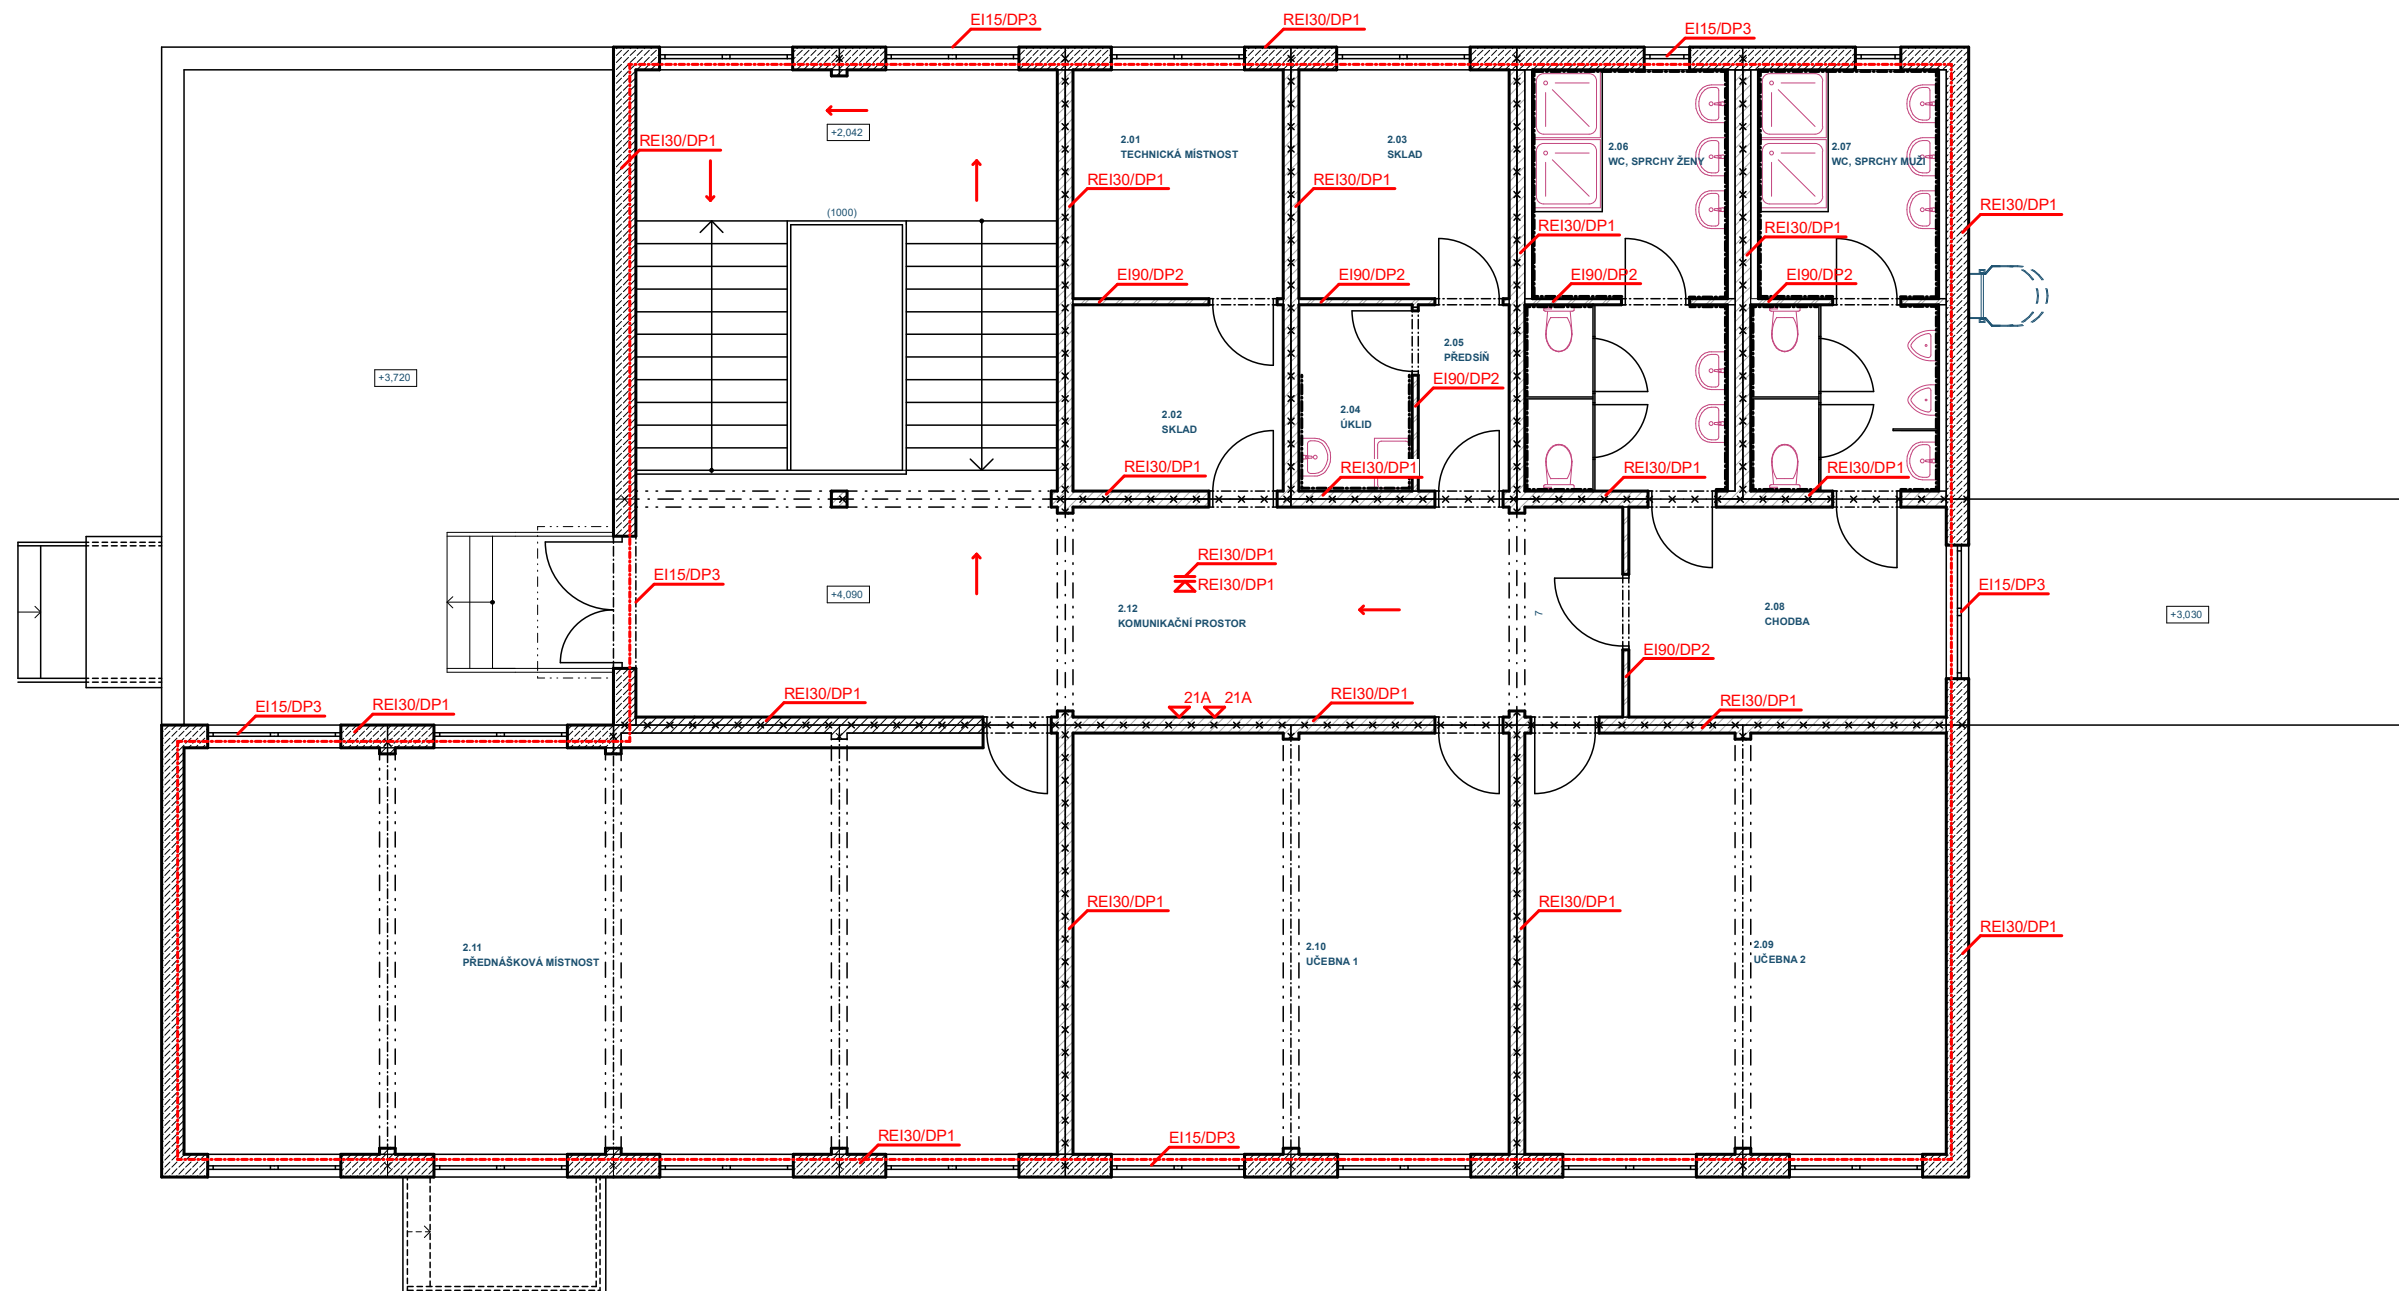 EI15/DP3
REI30/DP1
EI15/DP3
+2,042
REI30/DP1
2.01
TECHNICKÁ MÍSTNOST
2.03
SKLAD
2.06
WC, SPRCHY ŽENY
2.07
WC, SPRCHY MUŽI
REI30/DP1
REI30/DP1
REI30/DP1
(1000)
REI30/DP1
REI30/DP1
EI90/DP2
EI90/DP2
EI90/DP2
EI90/DP2
2.05
PŘEDSÍŇ
+3,720
EI90/DP2
2.02
SKLAD
2.04
ÚKLID
REI30/DP1
REI30/DP1
REI30/DP1
REI30/DP1
REI30/DP1
EI15/DP3
REI30/DP1
EI15/DP3
+4,090
2.12
KOMUNIKAČNÍ PROSTOR
7
2.08
CHODBA
+3,030
EI90/DP2
EI15/DP3
REI30/DP1
REI30/DP1
21A
21A
REI30/DP1
REI30/DP1
REI30/DP1
REI30/DP1
REI30/DP1
2.11
PŘEDNÁŠKOVÁ MÍSTNOST
2.10
UČEBNA 1
2.09
UČEBNA 2
REI30/DP1
EI15/DP3